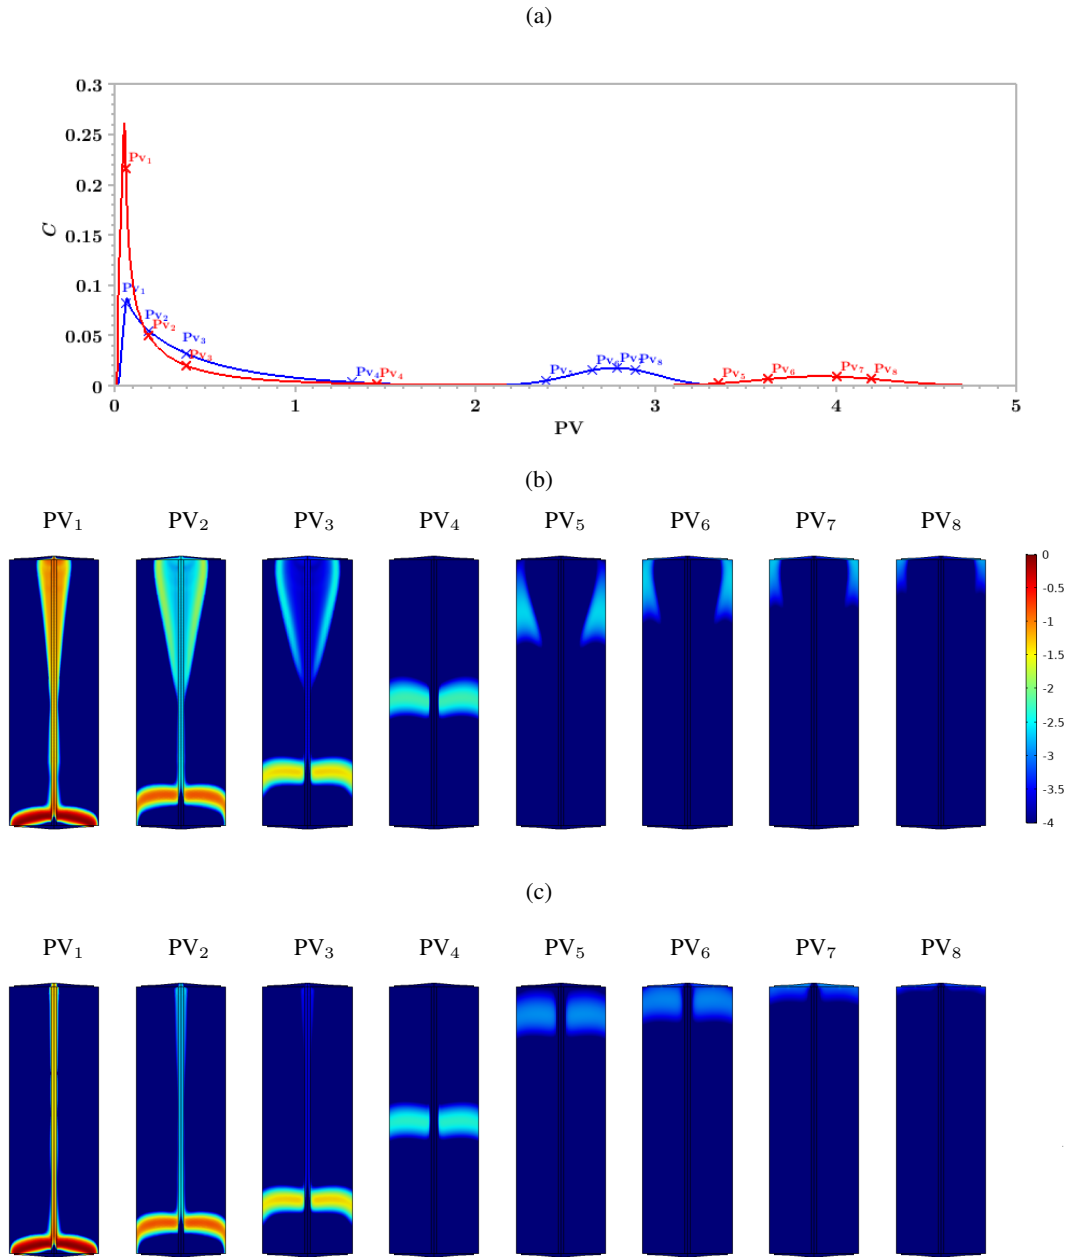 (a)
0.3
0.25
0.2
0.15
0.1
0.05
0
C
Pv₁
Pv₁
Pv₂
Pv₂
Pv₃
Pv₃
Pv₄
Pv₄
Pv₅
Pv₆
Pv₇
Pv₈
Pv₅
Pv₆
Pv₇
Pv₈
0 1 2 3 4 5
PV
(b)
PV₁ PV₂ PV₃ PV₄ PV₅ PV₆ PV₇ PV₈
0
-0.5
-1
-1.5
-2
-2.5
-3
-3.5
-4
(c)
PV₁ PV₂ PV₃ PV₄ PV₅ PV₆ PV₇ PV₈